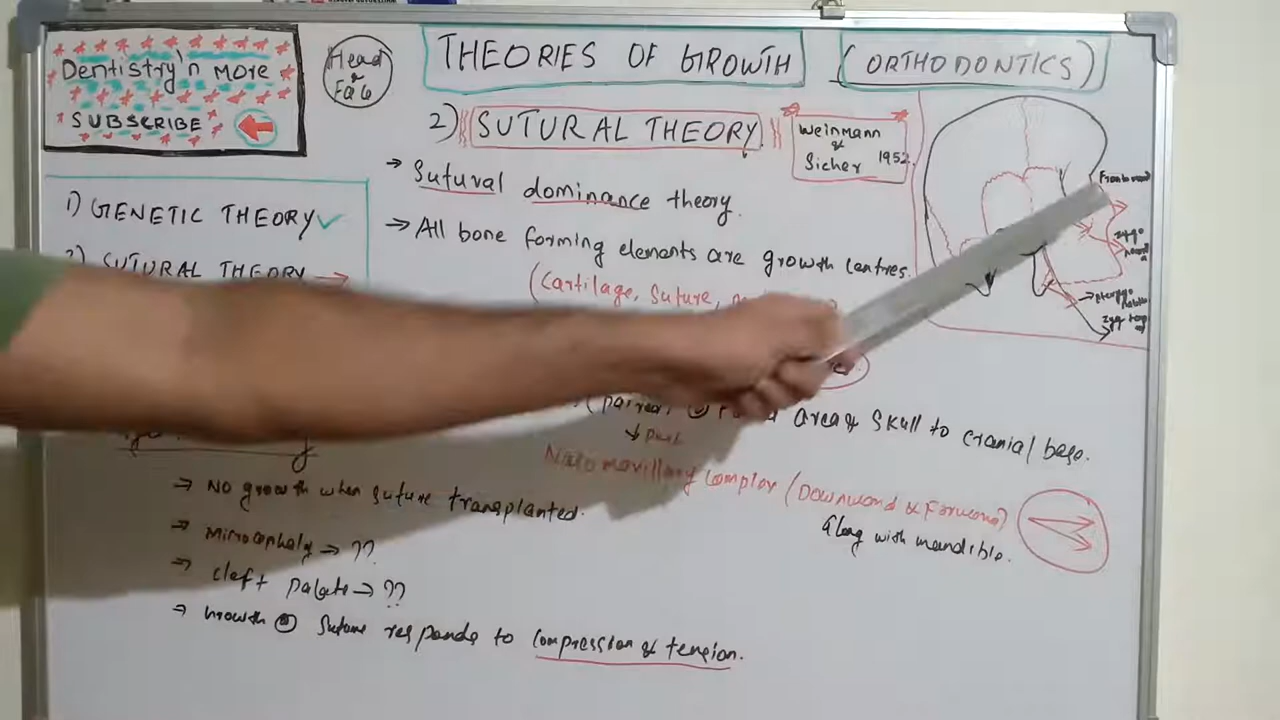 Dentistry'n more
SUBSCRIBE
Head
&
Face
THEORIES OF GROWTH
(ORTHODONTICS)
2) SUTURAL THEORY
Weinmann
&
Sicher 1952
→ Sutural dominance theory.
1) GENETIC THEORY ✓
2) SUTURAL THEORY →
→ All bone forming elements are growth centres.
(Cartilage, Suture,
area of skull to cranial base.
Naso maxillary complex (Downward & Forward)
Along with mandible.
→ No growth when suture transplanted.
→ Microcephaly → ??
→ cleft palate → ??
→ Growth @ suture responds to compression & tension.